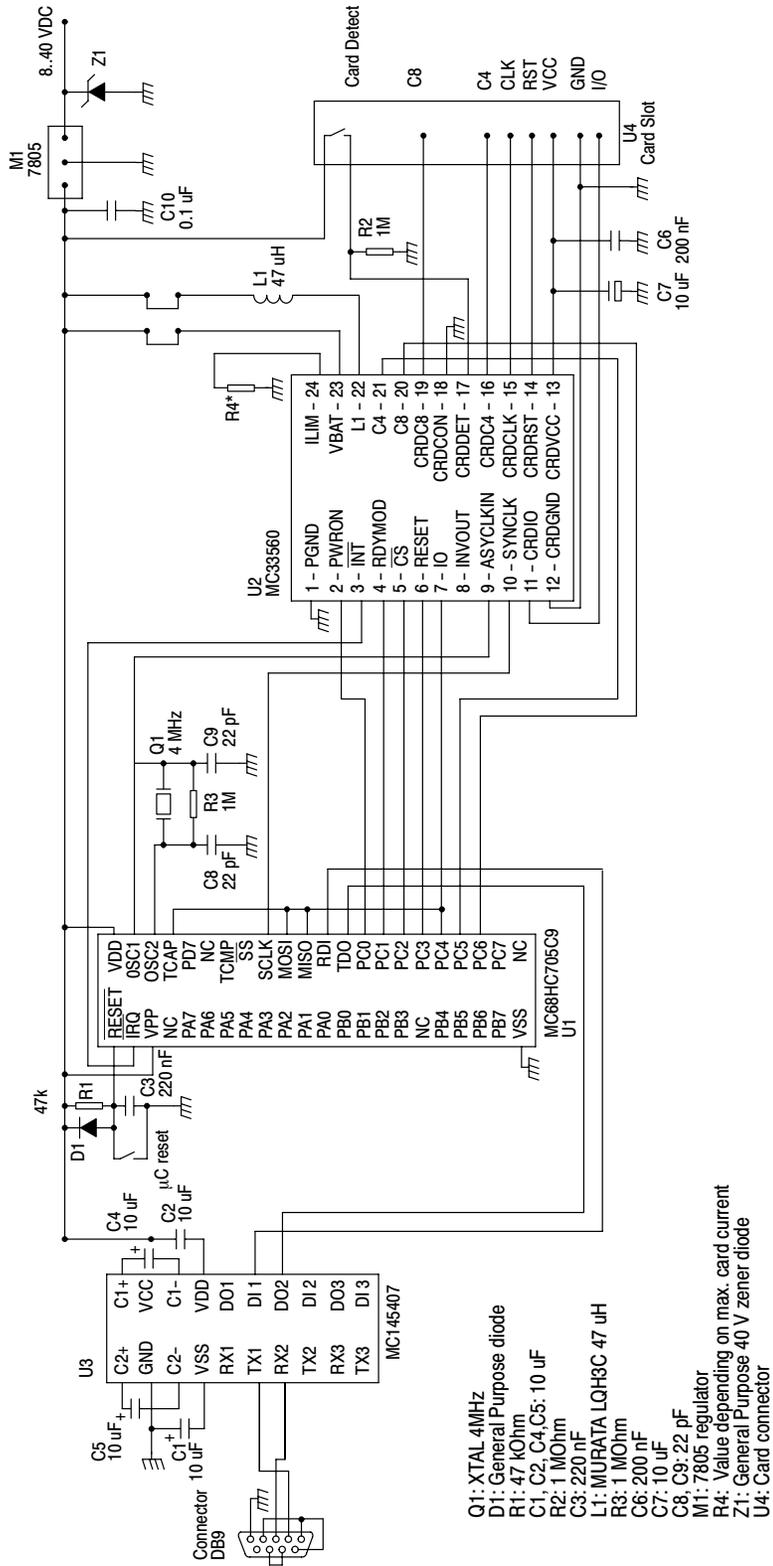 8..40 VDC
Z1
M1
7805
C10
0.1 uF
Card Detect
C8
C4
CLK
RST
VCC
GND
I/O
U4
Card Slot
R2
1M
C6
200 nF
C7
10 uF
L1
47 uH
R4*
U2
MC33560
1 - PGND
2 - PWRON
3 - INT
4 - RDYMOD
5 - CS
6 - RESET
7 - IO
8 - INVOUT
9 - ASYCLKIN
10 - SYNCLK
11 - CRDIO
12 - CRDGND
ILIM - 24
VBAT - 23
L1 - 22
C4 - 21
C8 - 20
CRDC8 - 19
CRDCON - 18
CRDDET - 17
CRDC4 - 16
CRDCLK - 15
CRDRST - 14
CRDVCC - 13
Q1
4 MHz
C9
22 pF
R3
1M
C8
22 pF
RESET
IRQ
VPP
NC
PA7
PA6
PA5
PA4
PA3
PA2
PA1
PA0
PB0
PB1
PB2
PB3
NC
PB4
PB5
PB6
PB7
VSS
VDD
OSC1
OSC2
TCAP
PD7
NC
TCMP
SS
SCLK
MOSI
MISO
RDI
TDO
PC0
PC1
PC2
PC3
PC4
PC5
PC6
PC7
NC
MC68HC705C9
U1
47k
R1
D1
C3
220 nF
µC reset
C4
10 uF
C2
10 uF
U3
C2+
GND
C2-
VSS
RX1
TX1
RX2
TX2
RX3
TX3
C1+
VCC
C1-
VDD
DO1
DI1
DO2
DI2
DO3
DI3
MC145407
+
C5
10 uF
+
C1
10 uF
+
Connector
DB9
Q1: XTAL 4MHz
D1: General Purpose diode
R1: 47 kOhm
C1, C2, C4,C5: 10 uF
R2: 1 MOhm
C3: 220 nF
L1: MURATA LQH3C 47 uH
R3: 1 MOhm
C6: 200 nF
C7: 10 uF
C8, C9: 22 pF
M1: 7805 regulator
R4: Value depending on max. card current
Z1: General Purpose 40 V zener diode
U4: Card connector